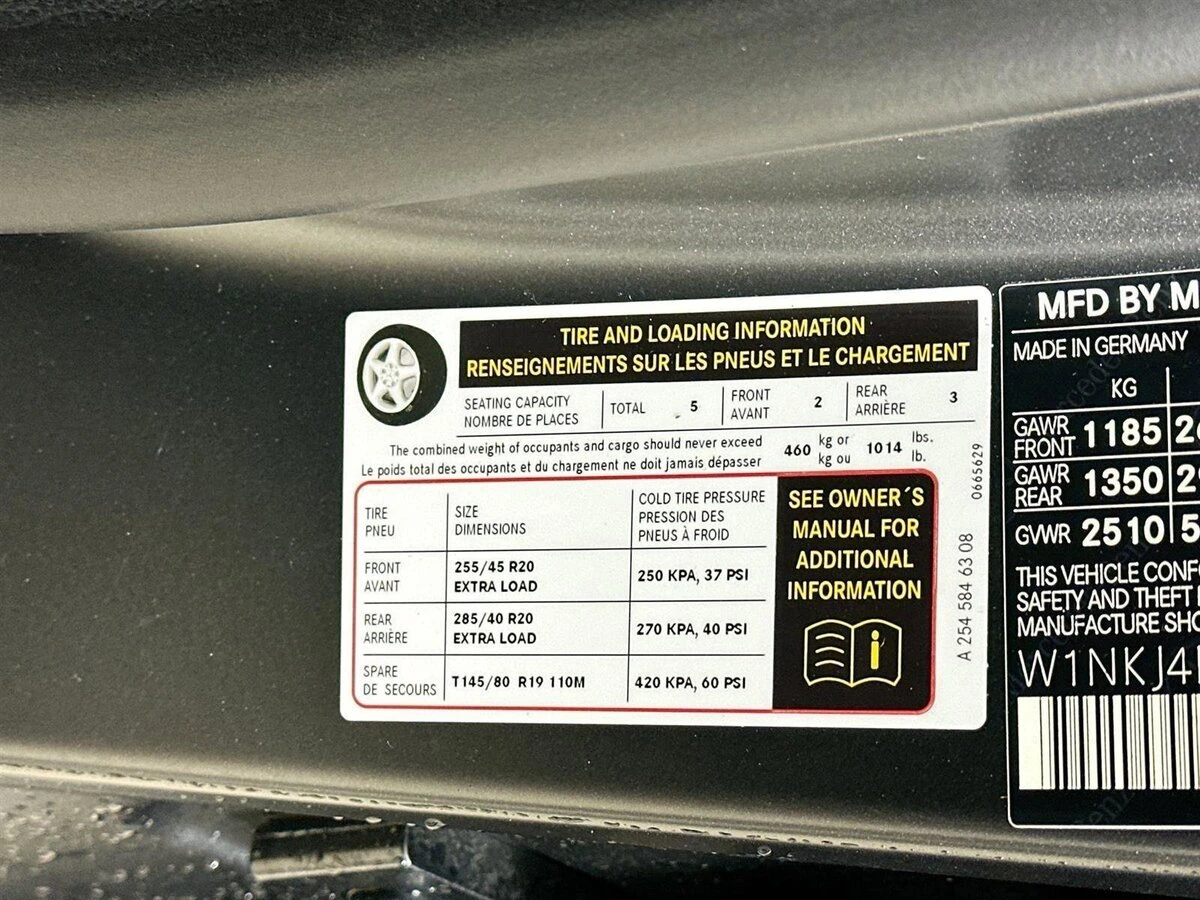 TIRE AND LOADING INFORMATION
RENSEIGNEMENTS SUR LES PNEUS ET LE CHARGEMENT
SEATING CAPACITY
NOMBRE DE PLACES
TOTAL 5
FRONT
AVANT
2
REAR
ARRIÈRE
3
The combined weight of occupants and cargo should never exceed
Le poids total des occupants et du chargement ne doit jamais dépasser
460
kg or
kg ou
1014
lbs.
lb.
TIRE
PNEU
SIZE
DIMENSIONS
COLD TIRE PRESSURE
PRESSION DES
PNEUS À FROID
FRONT
AVANT
255/45 R20
EXTRA LOAD
250 KPA, 37 PSI
REAR
ARRIÈRE
285/40 R20
EXTRA LOAD
270 KPA, 40 PSI
SPARE
DE SECOURS
T145/80 R19 110M
420 KPA, 60 PSI
SEE OWNER´S
MANUAL FOR
ADDITIONAL
INFORMATION
i
0665629
A 254 584 63 08
MFD BY M
MADE IN GERMANY
KG
GAWR
FRONT
1185 2
GAWR
REAR
1350 2
GVWR 2510 5
THIS VEHICLE CONF
SAFETY AND THEFT
MANUFACTURE SHO
W1NKJ4